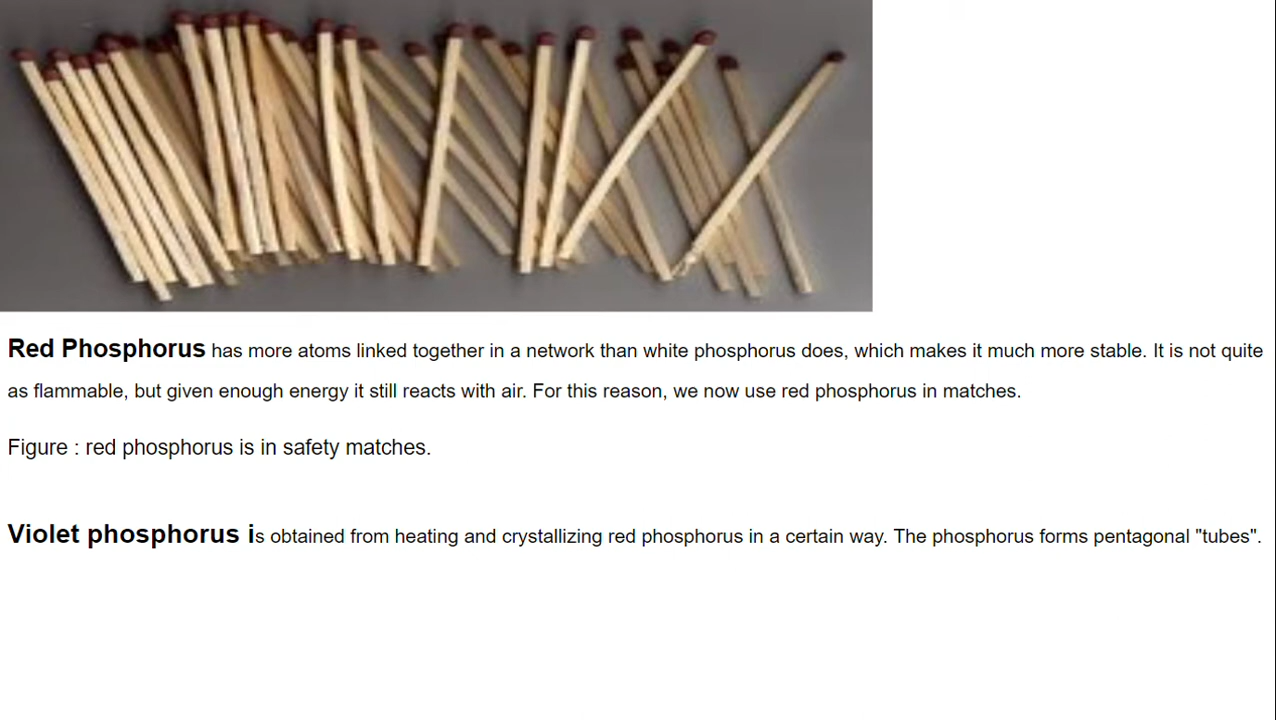 Red Phosphorus has more atoms linked together in a network than white phosphorus does, which makes it much more stable. It is not quite
as flammable, but given enough energy it still reacts with air. For this reason, we now use red phosphorus in matches.
Figure : red phosphorus is in safety matches.
Violet phosphorus is obtained from heating and crystallizing red phosphorus in a certain way. The phosphorus forms pentagonal "tubes".